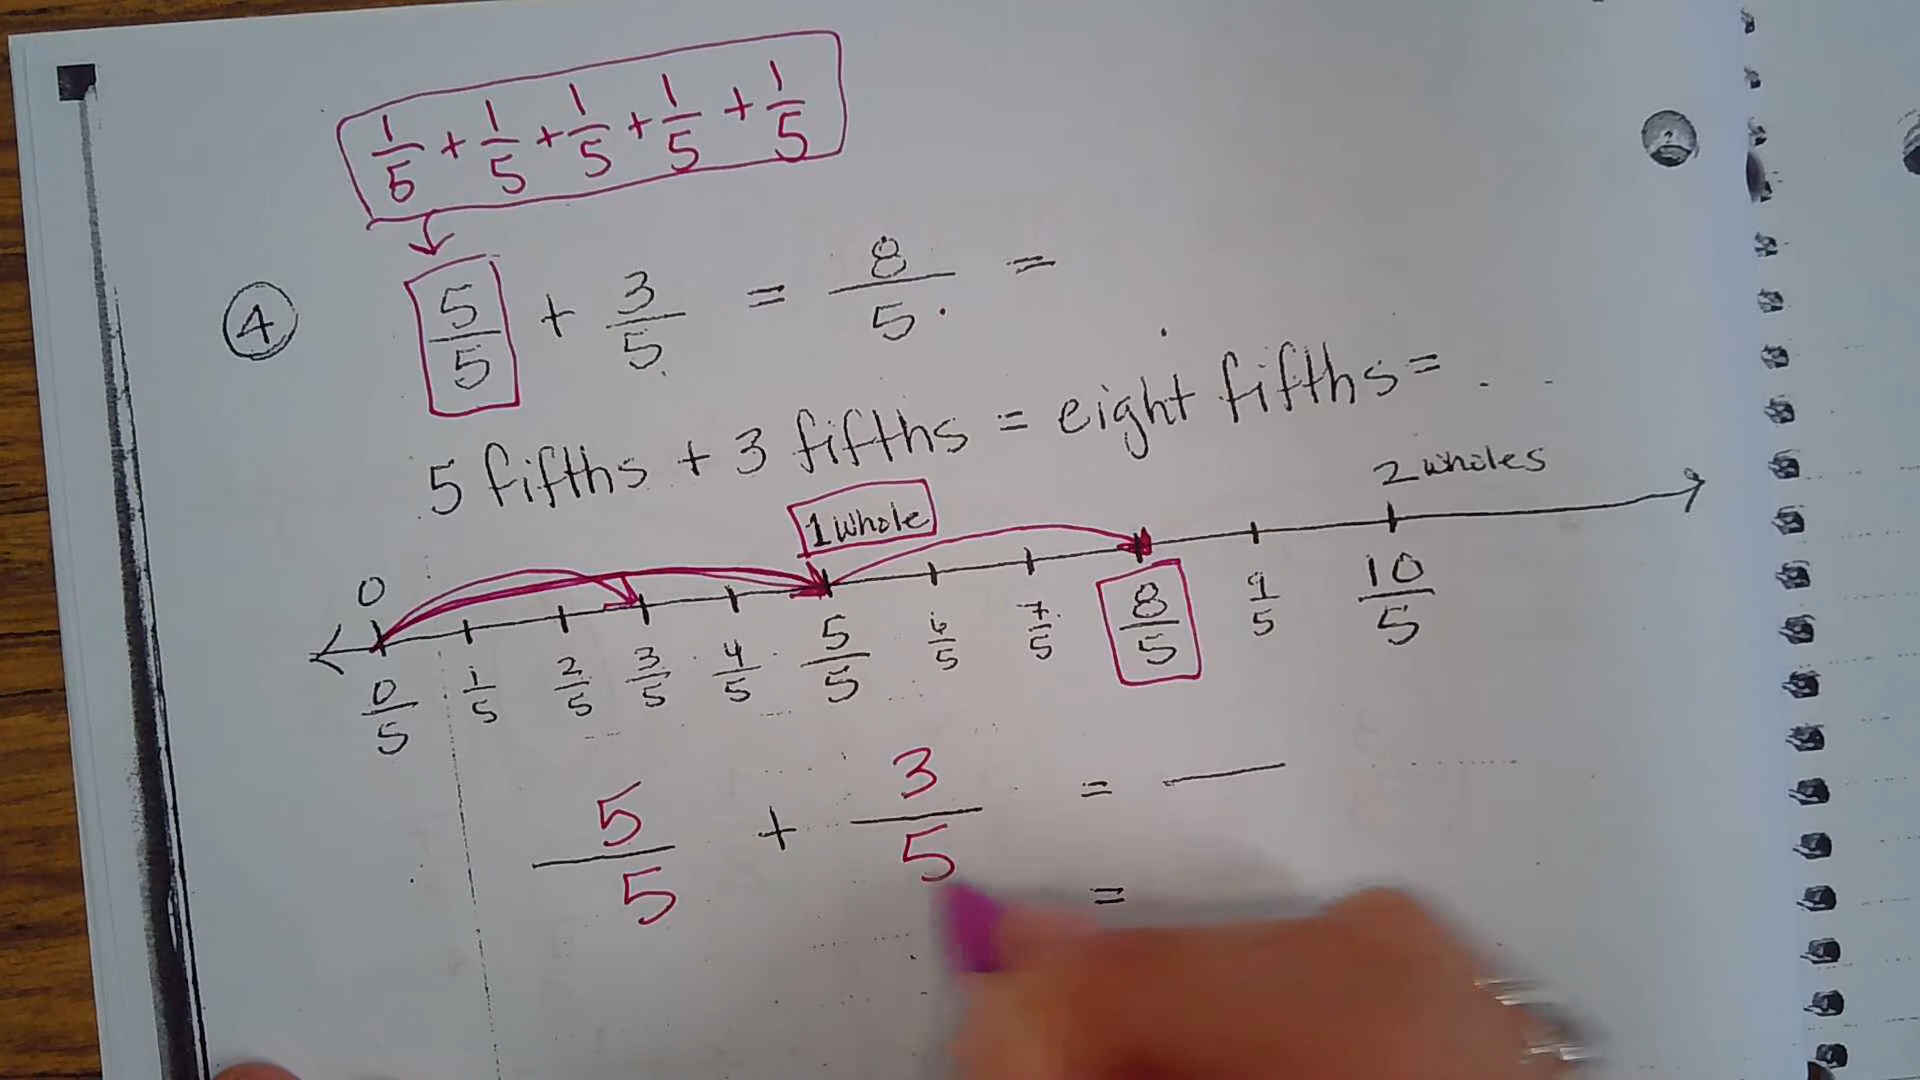 1/5 + 1/5 + 1/5 + 1/5 + 1/5
4 5/5 + 3/5 = 8/5 =
5 fifths + 3 fifths = eight fifths =
0 1 whole 2 wholes
0/5 1/5 2/5 3/5 4/5 5/5 6/5 7/5 8/5 9/5 10/5
5/5 + 3/5 =
=